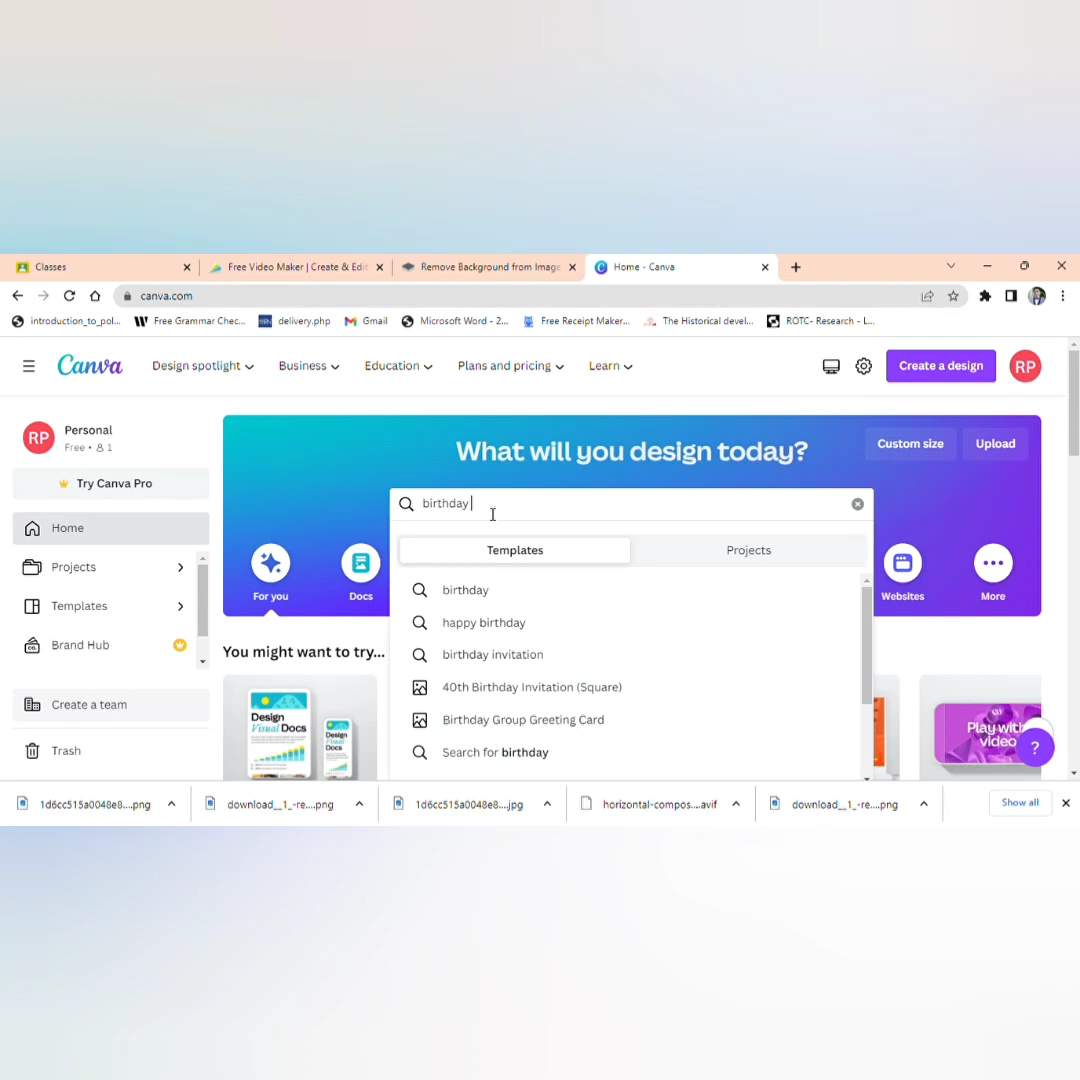 Classes
Free Video Maker | Create & Edit
Remove Background from Image
Home - Canva
canva.com
introduction_to_pol...
Free Grammar Chec...
delivery.php
Gmail
Microsoft Word - 2...
Free Receipt Maker...
The Historical devel...
ROTC- Research - L...
Canva
Design spotlight
Business
Education
Plans and pricing
Learn
Create a design
RP
RP
Personal
Free • 1
Try Canva Pro
Home
Projects
Templates
Brand Hub
Create a team
Trash
What will you design today?
Custom size
Upload
birthday
Templates
Projects
birthday
happy birthday
birthday invitation
40th Birthday Invitation (Square)
Birthday Group Greeting Card
Search for birthday
For you
Docs
Websites
More
You might want to try...
Design
Visual Docs
Design
Visual Docs
Play with
video
?
1d6cc515a0048e8....png
download__1_-re....png
1d6cc515a0048e8....jpg
horizontal-compos....avif
download__1_-re....png
Show all